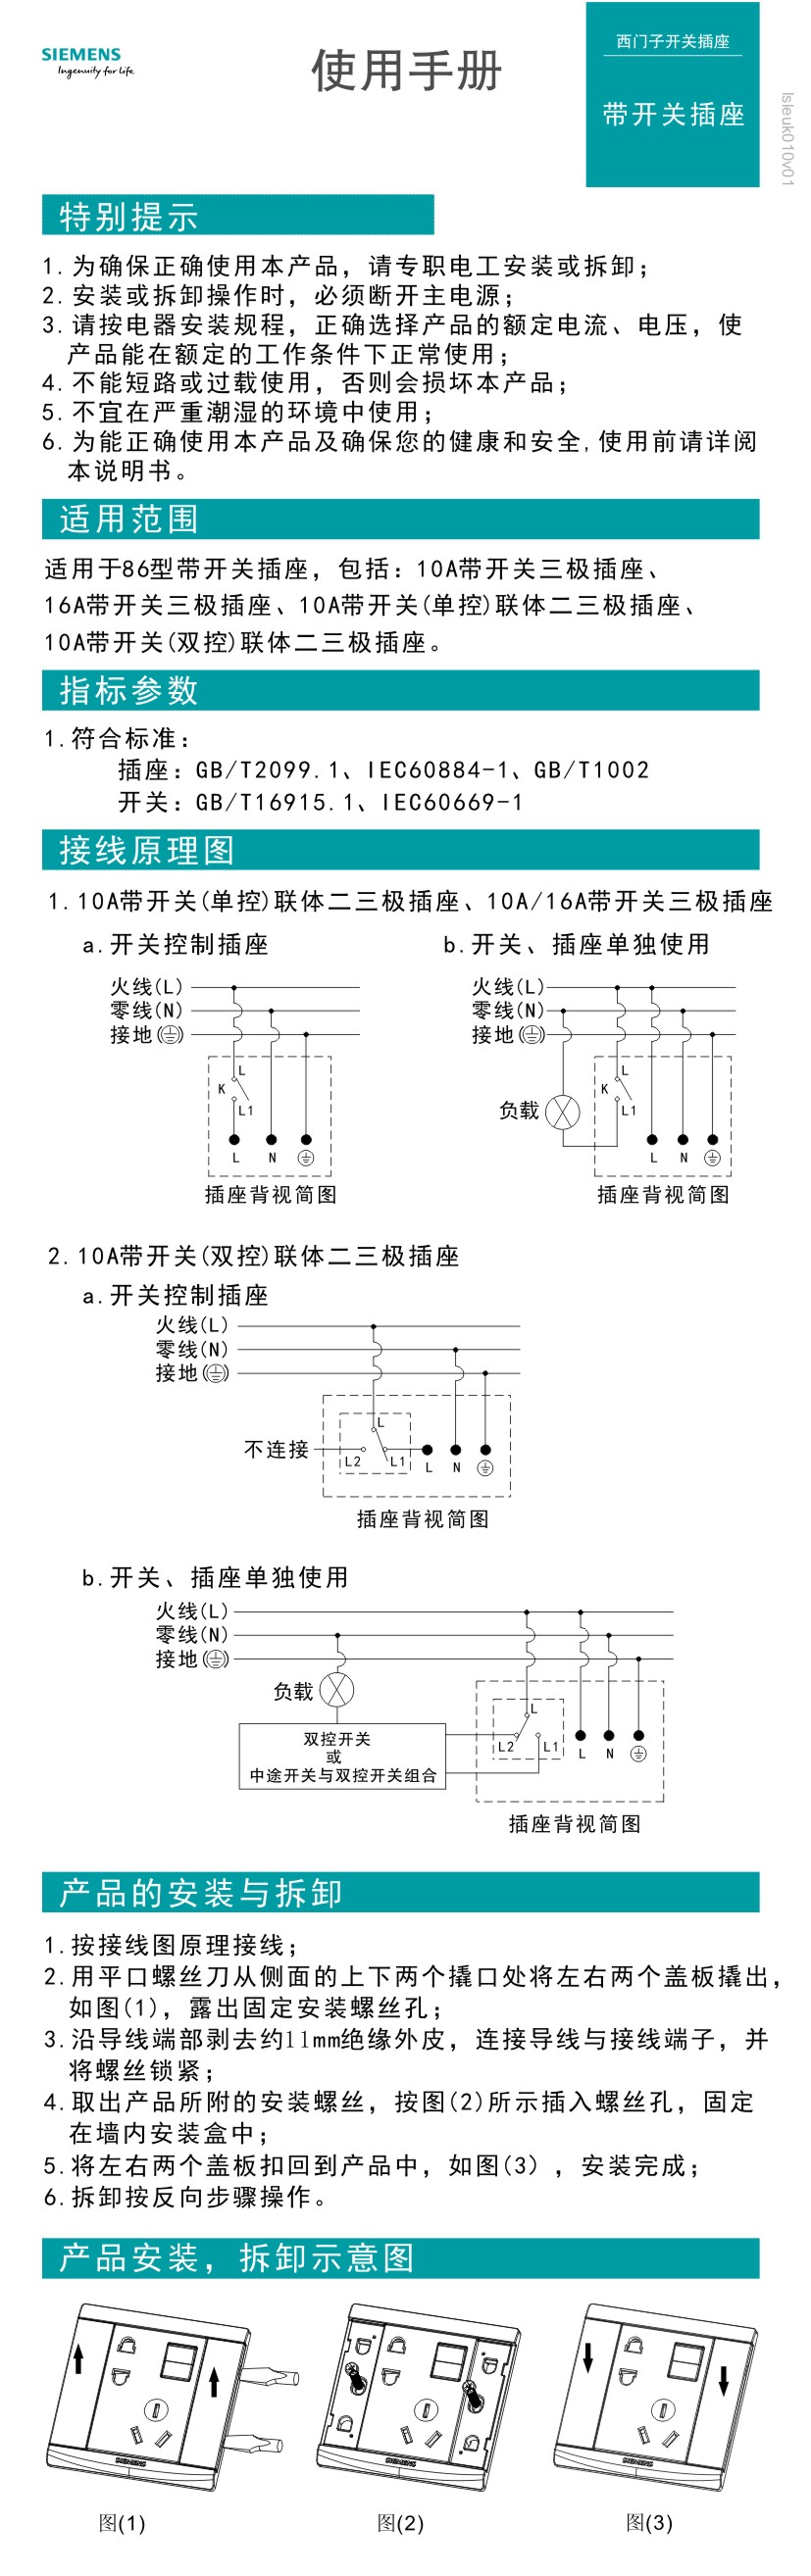 SIEMENS
Ingenuity for life
使用手册
西门子开关插座
带开关插座
lsleuk010v01
特别提示
1.为确保正确使用本产品，请专职电工安装或拆卸；
2.安装或拆卸操作时，必须断开主电源；
3.请按电器安装规程，正确选择产品的额定电流、电压，使
产品能在额定的工作条件下正常使用；
4.不能短路或过载使用，否则会损坏本产品；
5.不宜在严重潮湿的环境中使用；
6.为能正确使用本产品及确保您的健康和安全,使用前请详阅
本说明书。
适用范围
适用于86型带开关插座，包括：10A带开关三极插座、
16A带开关三极插座、10A带开关(单控)联体二三极插座、
10A带开关(双控)联体二三极插座。
指标参数
1.符合标准：
插座：GB/T2099.1、IEC60884-1、GB/T1002
开关：GB/T16915.1、IEC60669-1
接线原理图
1.10A带开关(单控)联体二三极插座、10A/16A带开关三极插座
a.开关控制插座
火线(L)
零线(N)
接地(⏚)
K
L
L1
L N ⏚
插座背视简图
b.开关、插座单独使用
火线(L)
零线(N)
接地(⏚)
负载
K
L
L1
L N ⏚
插座背视简图
2.10A带开关(双控)联体二三极插座
a.开关控制插座
火线(L)
零线(N)
接地(⏚)
L
不连接
L2 L1 L N ⏚
插座背视简图
b.开关、插座单独使用
火线(L)
零线(N)
接地(⏚)
负载
L
双控开关
或
中途开关与双控开关组合
L2 L1 L N ⏚
插座背视简图
产品的安装与拆卸
1.按接线图原理接线；
2.用平口螺丝刀从侧面的上下两个撬口处将左右两个盖板撬出，
如图(1)，露出固定安装螺丝孔；
3.沿导线端部剥去约11mm绝缘外皮，连接导线与接线端子，并
将螺丝锁紧；
4.取出产品所附的安装螺丝，按图(2)所示插入螺丝孔，固定
在墙内安装盒中；
5.将左右两个盖板扣回到产品中，如图(3)，安装完成；
6.拆卸按反向步骤操作。
产品安装，拆卸示意图
SIEMENS
SIEMENS
SIEMENS
图(1)
图(2)
图(3)